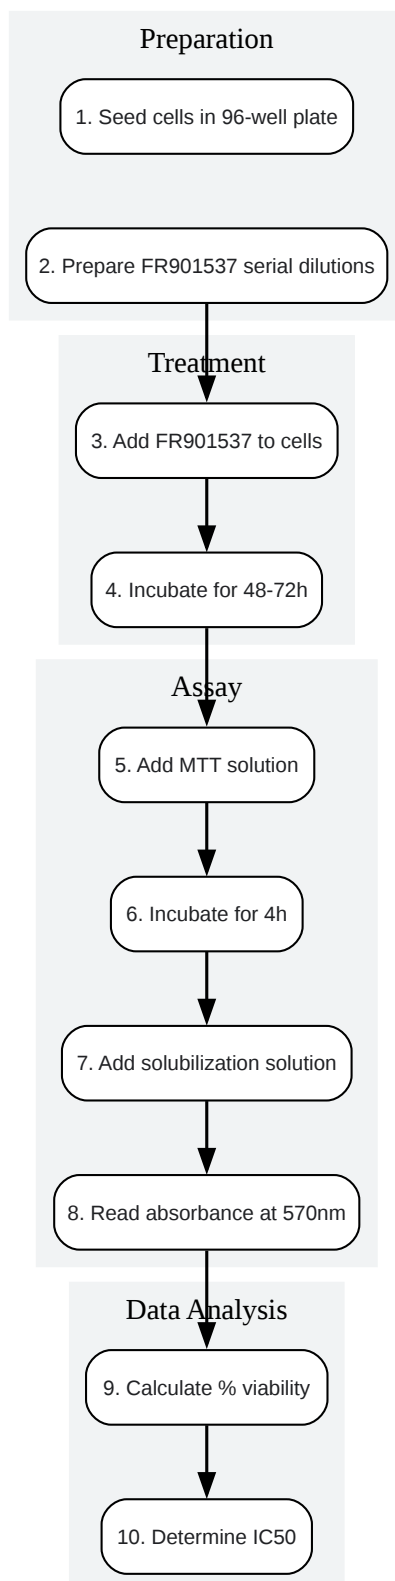 Preparation
1. Seed cells in 96-well plate
2. Prepare FR901537 serial dilutions
Treatment
3. Add FR901537 to cells
4. Incubate for 48-72h
Assay
5. Add MTT solution
6. Incubate for 4h
7. Add solubilization solution
8. Read absorbance at 570nm
Data Analysis
9. Calculate % viability
10. Determine IC50